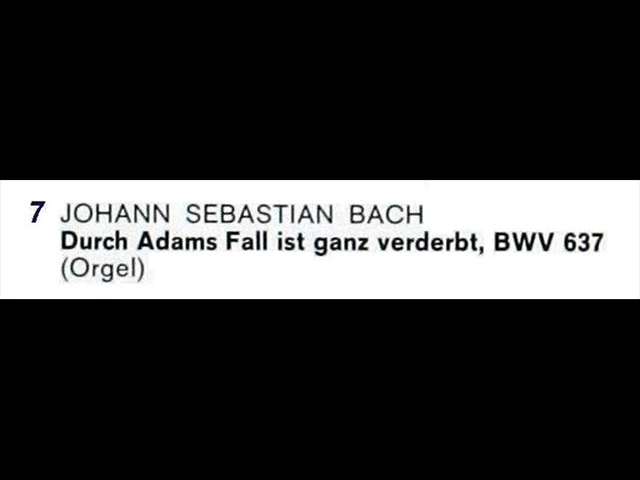 7 JOHANN SEBASTIAN BACH
Durch Adams Fall ist ganz verderbt, BWV 637
(Orgel)